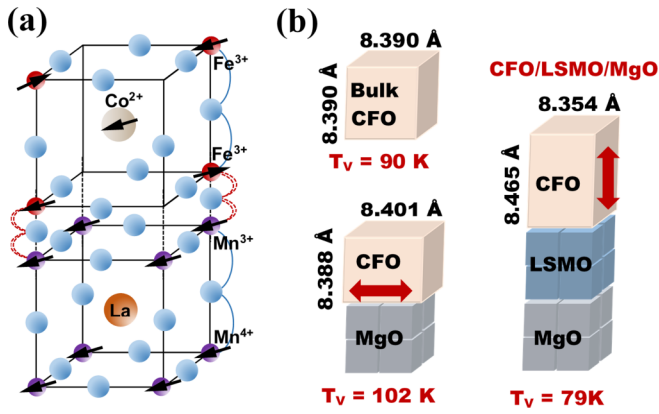 (a)
Fe³⁺
Co²⁺
Fe³⁺
Mn³⁺
La
Mn⁴⁺
(b)
8.390 Å
8.390 Å
Bulk
CFO
Tᵥ = 90 K
8.401 Å
8.388 Å
CFO
MgO
Tᵥ = 102 K
CFO/LSMO/MgO
8.354 Å
8.465 Å
CFO
LSMO
MgO
Tᵥ = 79K